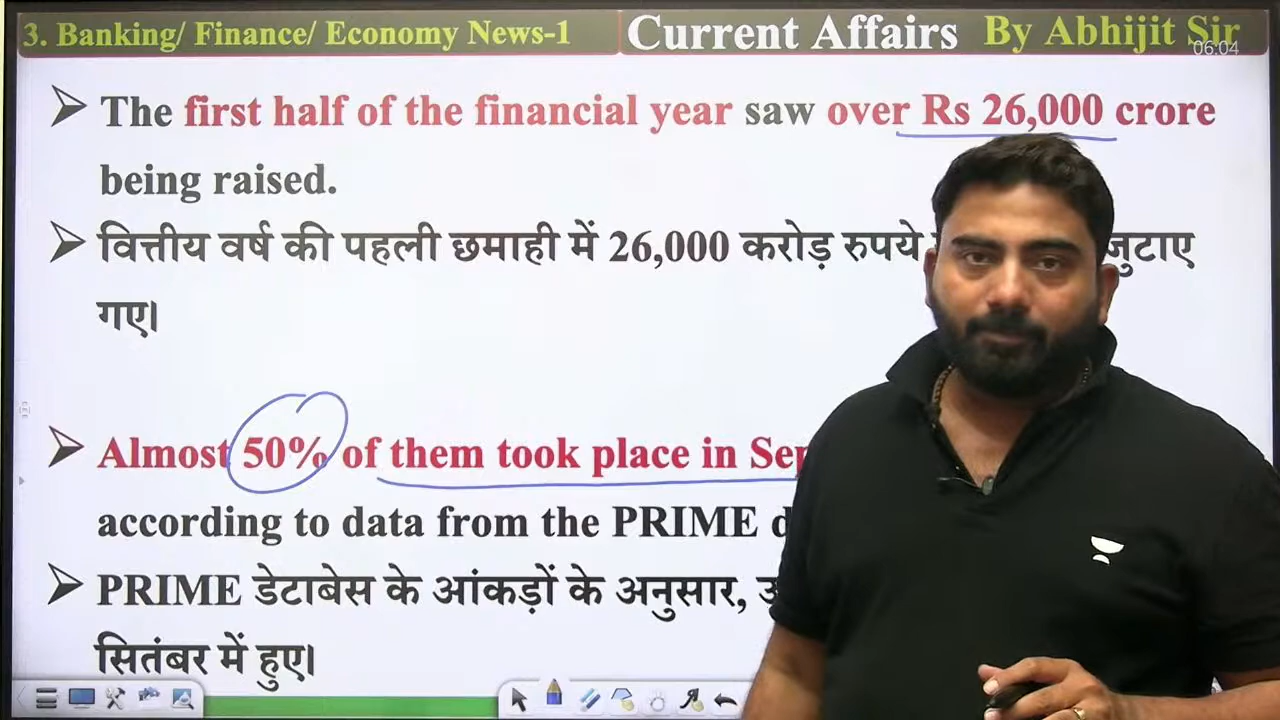 3. Banking/ Finance/ Economy News-1
Current Affairs By Abhijit Sir
06:04
The first half of the financial year saw over Rs 26,000 crore
being raised.
वित्तीय वर्ष की पहली छमाही में 26,000 करोड़ रुपये जुटाए
गए।
Almost 50% of them took place in
according to data from the PRIME
PRIME डेटाबेस के आंकड़ों के अनुसार,
सितंबर में हुए।